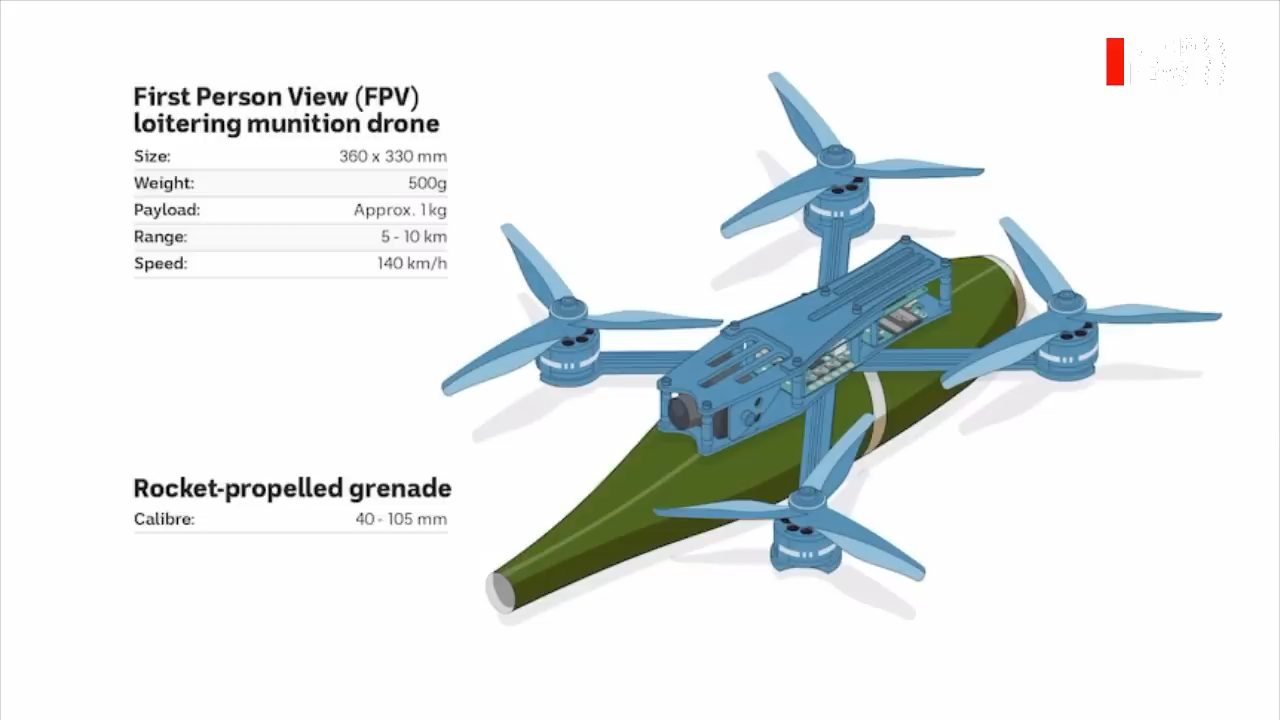 First Person View (FPV)
loitering munition drone
Size: 360 x 330 mm
Weight: 500g
Payload: Approx. 1kg
Range: 5 - 10 km
Speed: 140 km/h
Rocket-propelled grenade
Calibre: 40 - 105 mm